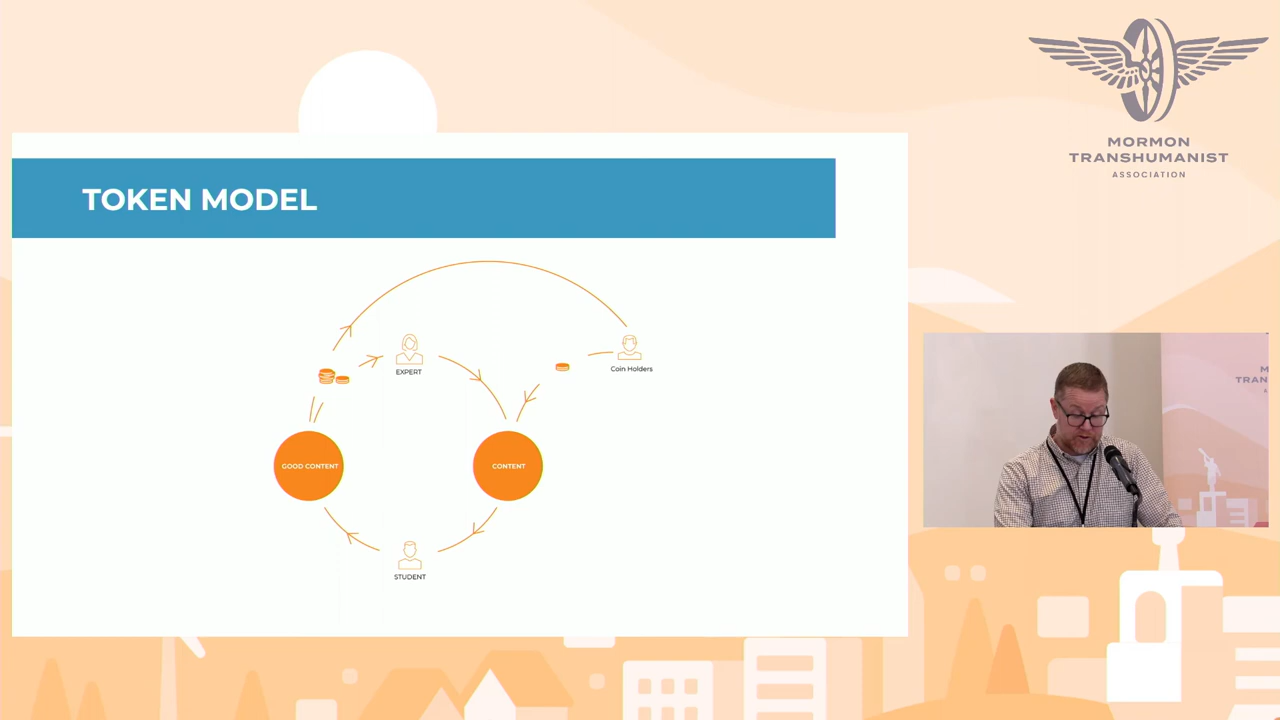 MORMON
TRANSHUMANIST
ASSOCIATION
TOKEN MODEL
EXPERT
Coin Holders
GOOD CONTENT
CONTENT
STUDENT